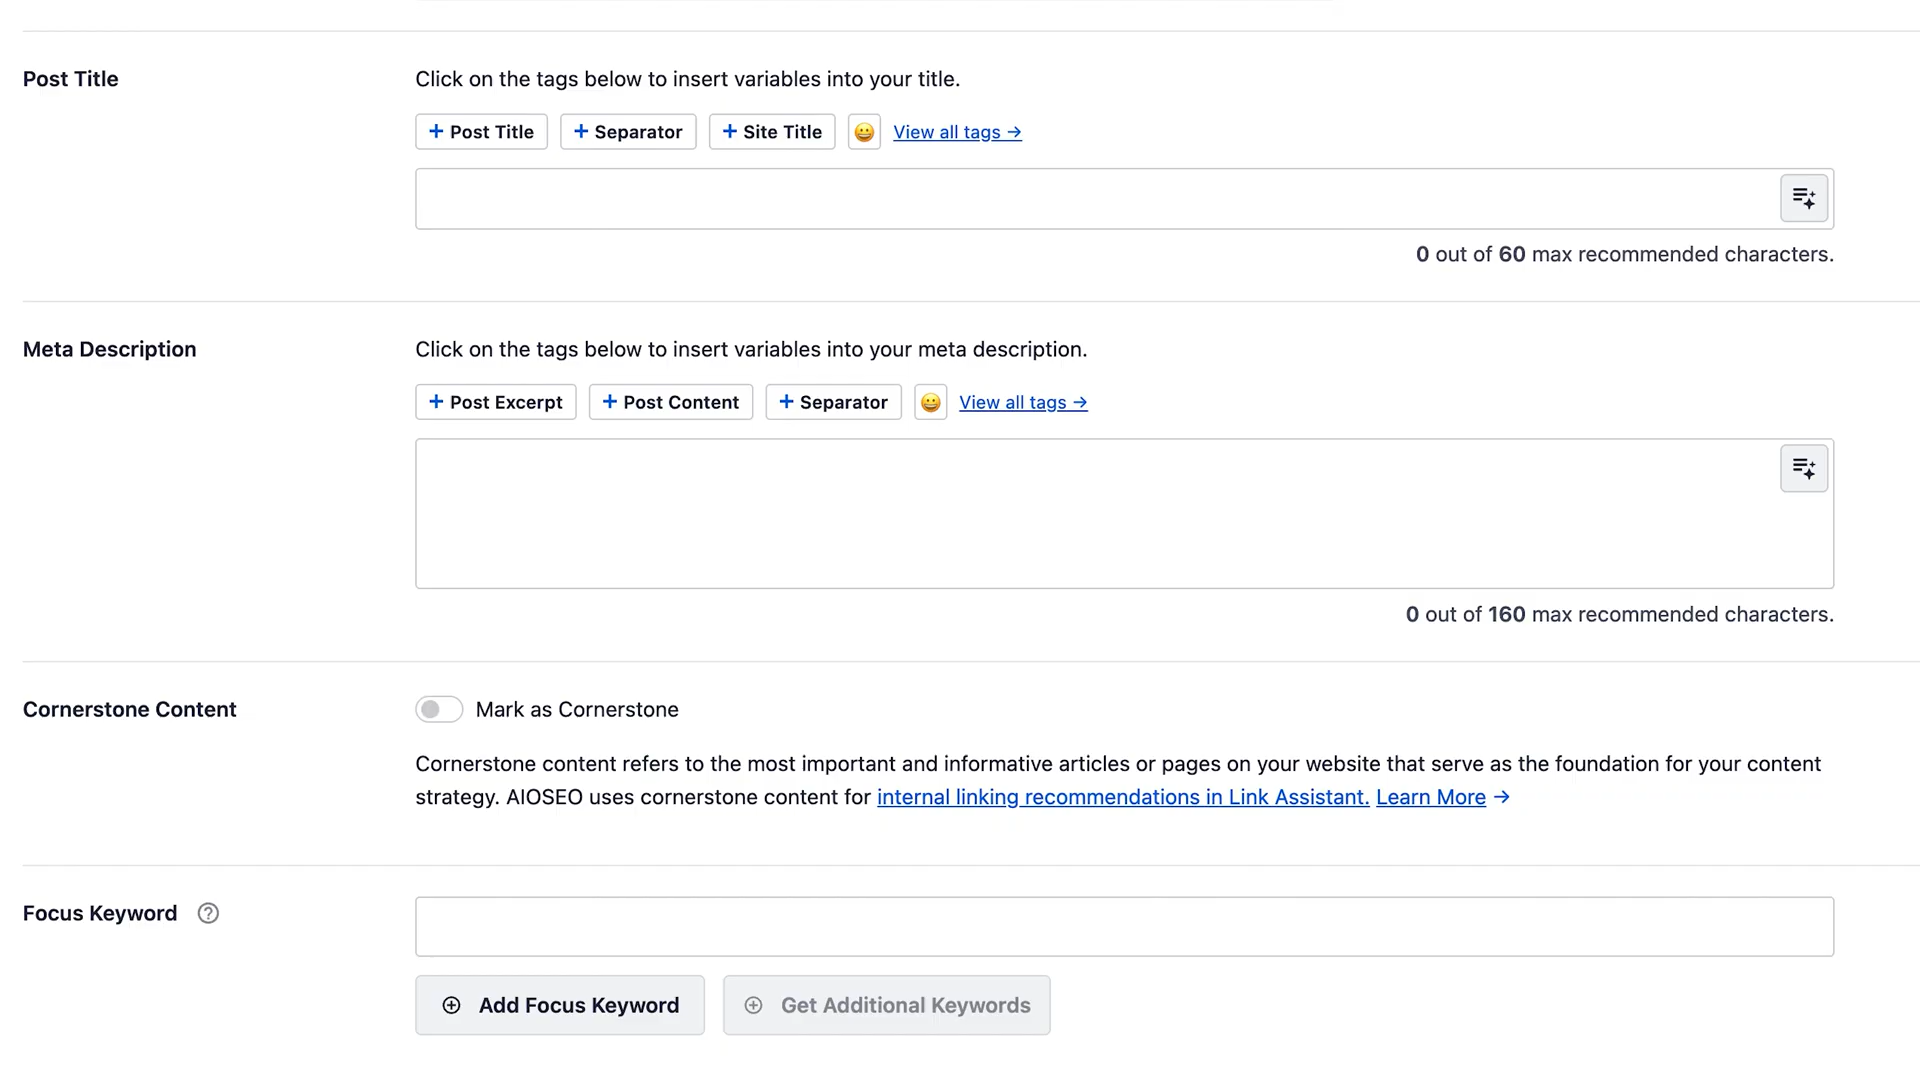 Post Title
Click on the tags below to insert variables into your title.
+ Post Title + Separator + Site Title 😀 View all tags →
0 out of 60 max recommended characters.
Meta Description
Click on the tags below to insert variables into your meta description.
+ Post Excerpt + Post Content + Separator 😀 View all tags →
0 out of 160 max recommended characters.
Cornerstone Content
Mark as Cornerstone
Cornerstone content refers to the most important and informative articles or pages on your website that serve as the foundation for your content
strategy. AIOSEO uses cornerstone content for internal linking recommendations in Link Assistant. Learn More →
Focus Keyword ?
Add Focus Keyword
Get Additional Keywords